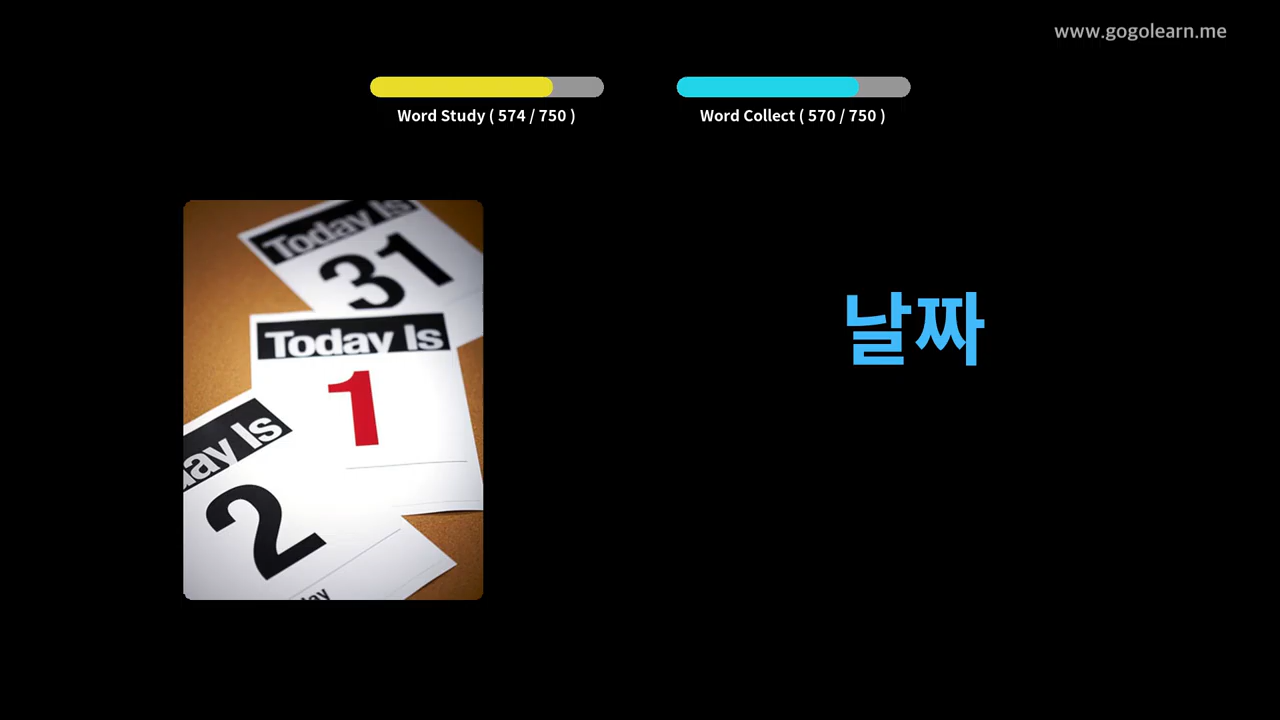 www.gogolearn.me
Word Study ( 574 / 750 )
Word Collect ( 570 / 750 )
Today Is
31
Today Is
1
day Is
2
날짜